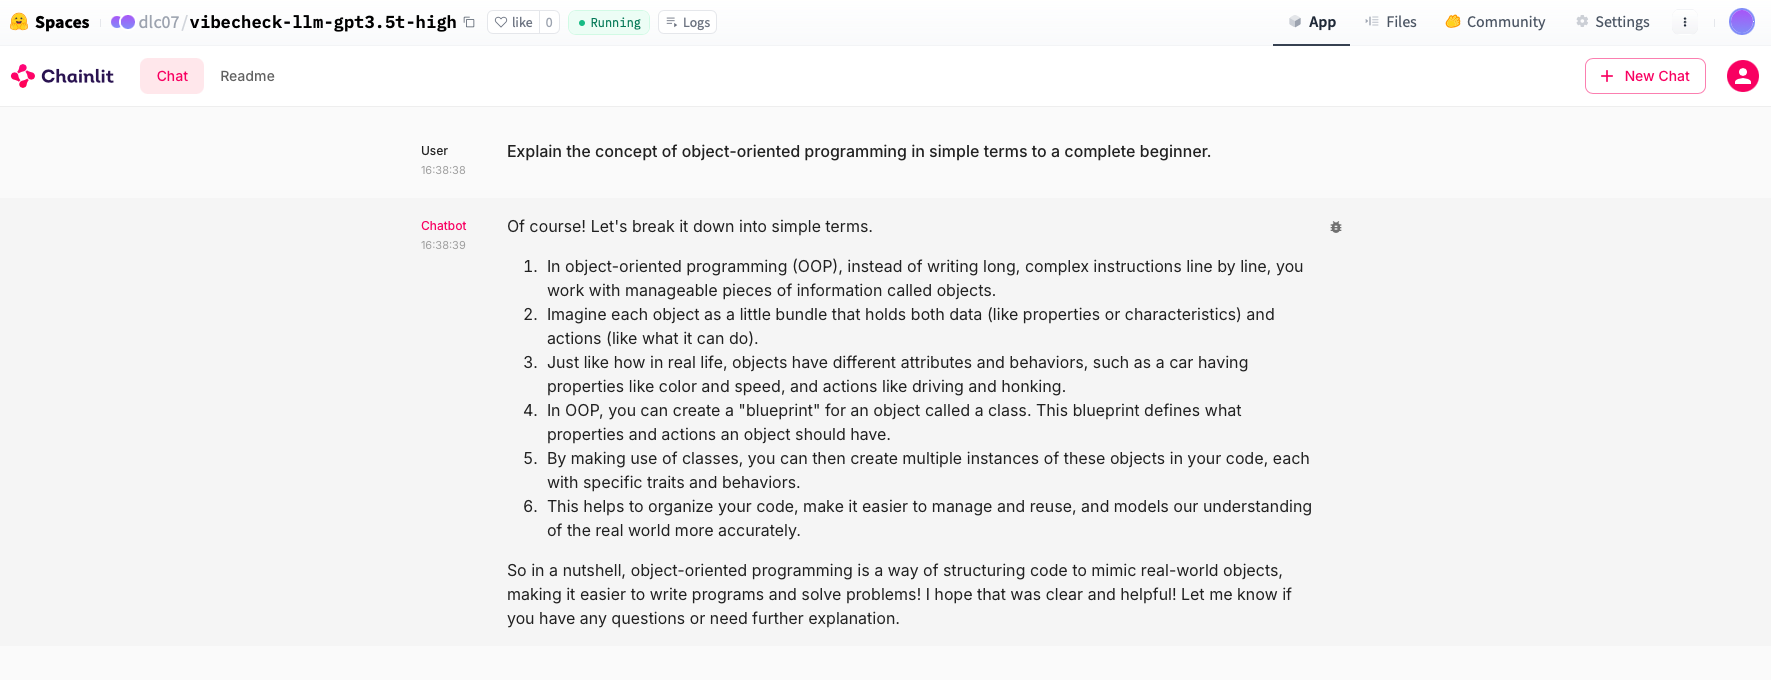 Spaces dlc07/vibecheck-llm-gpt3.5t-high like 0 Running Logs App Files Community Settings
Chainlit Chat Readme + New Chat
User Explain the concept of object-oriented programming in simple terms to a complete beginner.
16:38:38
Chatbot Of course! Let's break it down into simple terms.
16:38:39
1. In object-oriented programming (OOP), instead of writing long, complex instructions line by line, you
work with manageable pieces of information called objects.
2. Imagine each object as a little bundle that holds both data (like properties or characteristics) and
actions (like what it can do).
3. Just like how in real life, objects have different attributes and behaviors, such as a car having
properties like color and speed, and actions like driving and honking.
4. In OOP, you can create a "blueprint" for an object called a class. This blueprint defines what
properties and actions an object should have.
5. By making use of classes, you can then create multiple instances of these objects in your code, each
with specific traits and behaviors.
6. This helps to organize your code, make it easier to manage and reuse, and models our understanding
of the real world more accurately.
So in a nutshell, object-oriented programming is a way of structuring code to mimic real-world objects,
making it easier to write programs and solve problems! I hope that was clear and helpful! Let me know if
you have any questions or need further explanation.